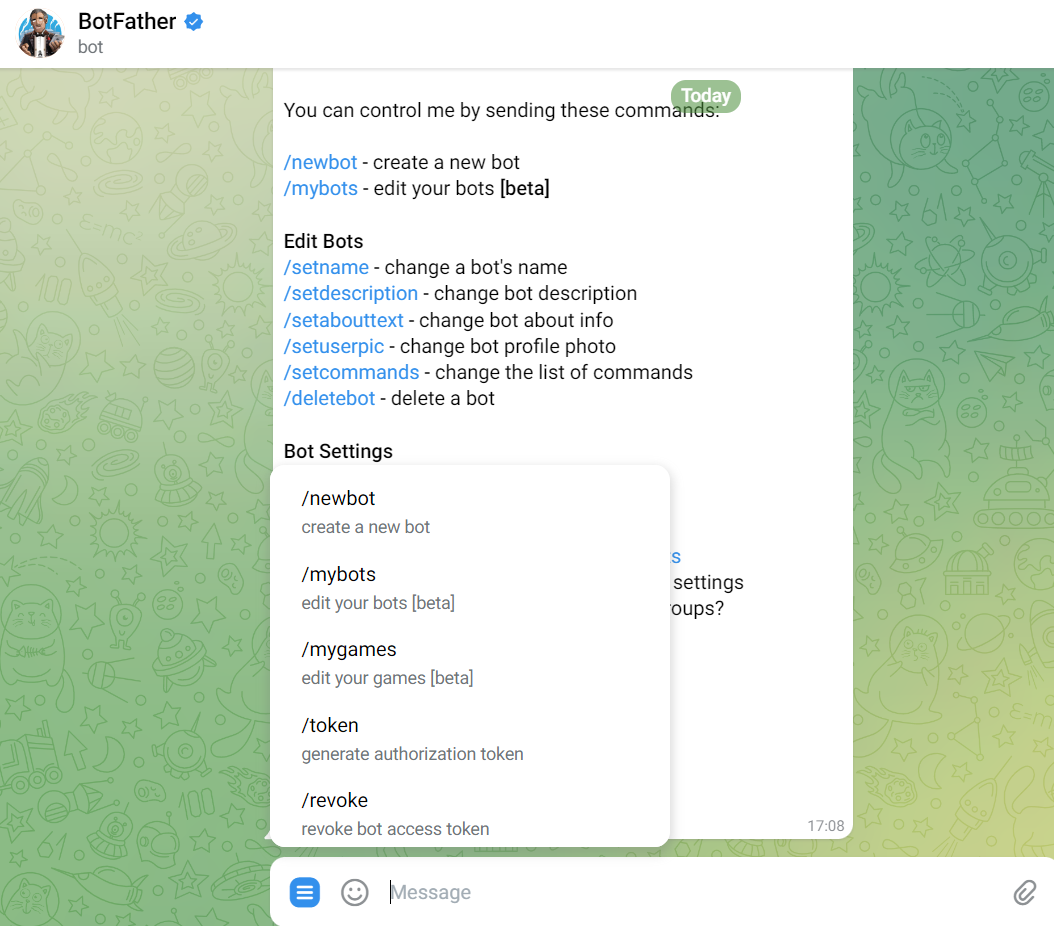 BotFather
bot
Today
You can control me by sending these commands:
/newbot - create a new bot
/mybots - edit your bots [beta]
Edit Bots
/setname - change a bot's name
/setdescription - change bot description
/setabouttext - change bot about info
/setuserpic - change bot profile photo
/setcommands - change the list of commands
/deletebot - delete a bot
Bot Settings
/newbot
create a new bot
/mybots
edit your bots [beta]
/mygames
edit your games [beta]
/token
generate authorization token
/revoke
revoke bot access token
settings
17:08
Message